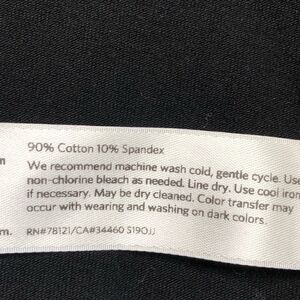 90% Cotton 10% Spandex
We recommend machine wash cold, gentle cycle. Use
non-chlorine bleach as needed. Line dry. Use cool iron
if necessary. May be dry cleaned. Color transfer may
occur with wearing and washing on dark colors.
m. RN#78121/CA#34460 S19OJJ